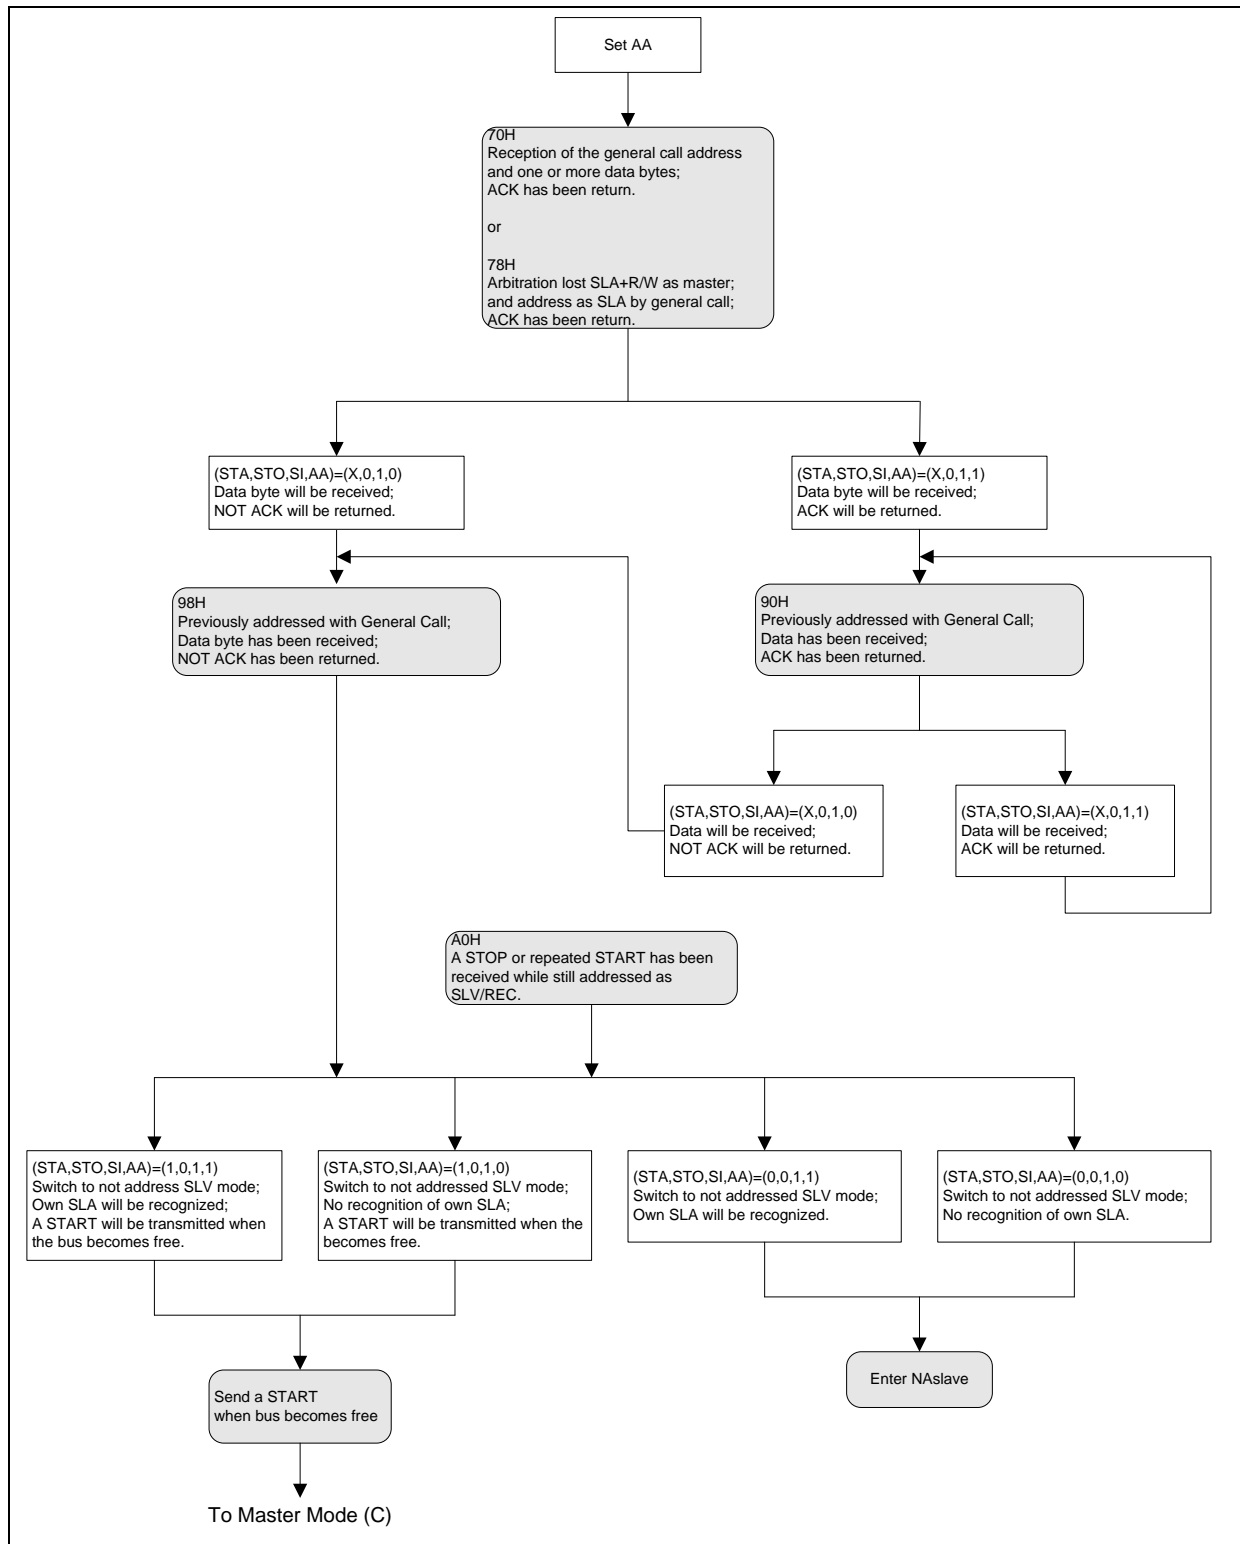 Set AA
70H
Reception of the general call address
and one or more data bytes;
ACK has been return.
or
78H
Arbitration lost SLA+R/W as master;
and address as SLA by general call;
ACK has been return.
(STA,STO,SI,AA)=(X,0,1,0)
Data byte will be received;
NOT ACK will be returned.
(STA,STO,SI,AA)=(X,0,1,1)
Data byte will be received;
ACK will be returned.
98H
Previously addressed with General Call;
Data byte has been received;
NOT ACK has been returned.
90H
Previously addressed with General Call;
Data has been received;
ACK has been returned.
(STA,STO,SI,AA)=(X,0,1,0)
Data will be received;
NOT ACK will be returned.
(STA,STO,SI,AA)=(X,0,1,1)
Data will be received;
ACK will be returned.
A0H
A STOP or repeated START has been
received while still addressed as
SLV/REC.
(STA,STO,SI,AA)=(1,0,1,1)
Switch to not address SLV mode;
Own SLA will be recognized;
A START will be transmitted when
the bus becomes free.
(STA,STO,SI,AA)=(1,0,1,0)
Switch to not addressed SLV mode;
No recognition of own SLA;
A START will be transmitted when the
becomes free.
(STA,STO,SI,AA)=(0,0,1,1)
Switch to not addressed SLV mode;
Own SLA will be recognized.
(STA,STO,SI,AA)=(0,0,1,0)
Switch to not addressed SLV mode;
No recognition of own SLA.
Send a START
when bus becomes free
Enter NAslave
To Master Mode (C)